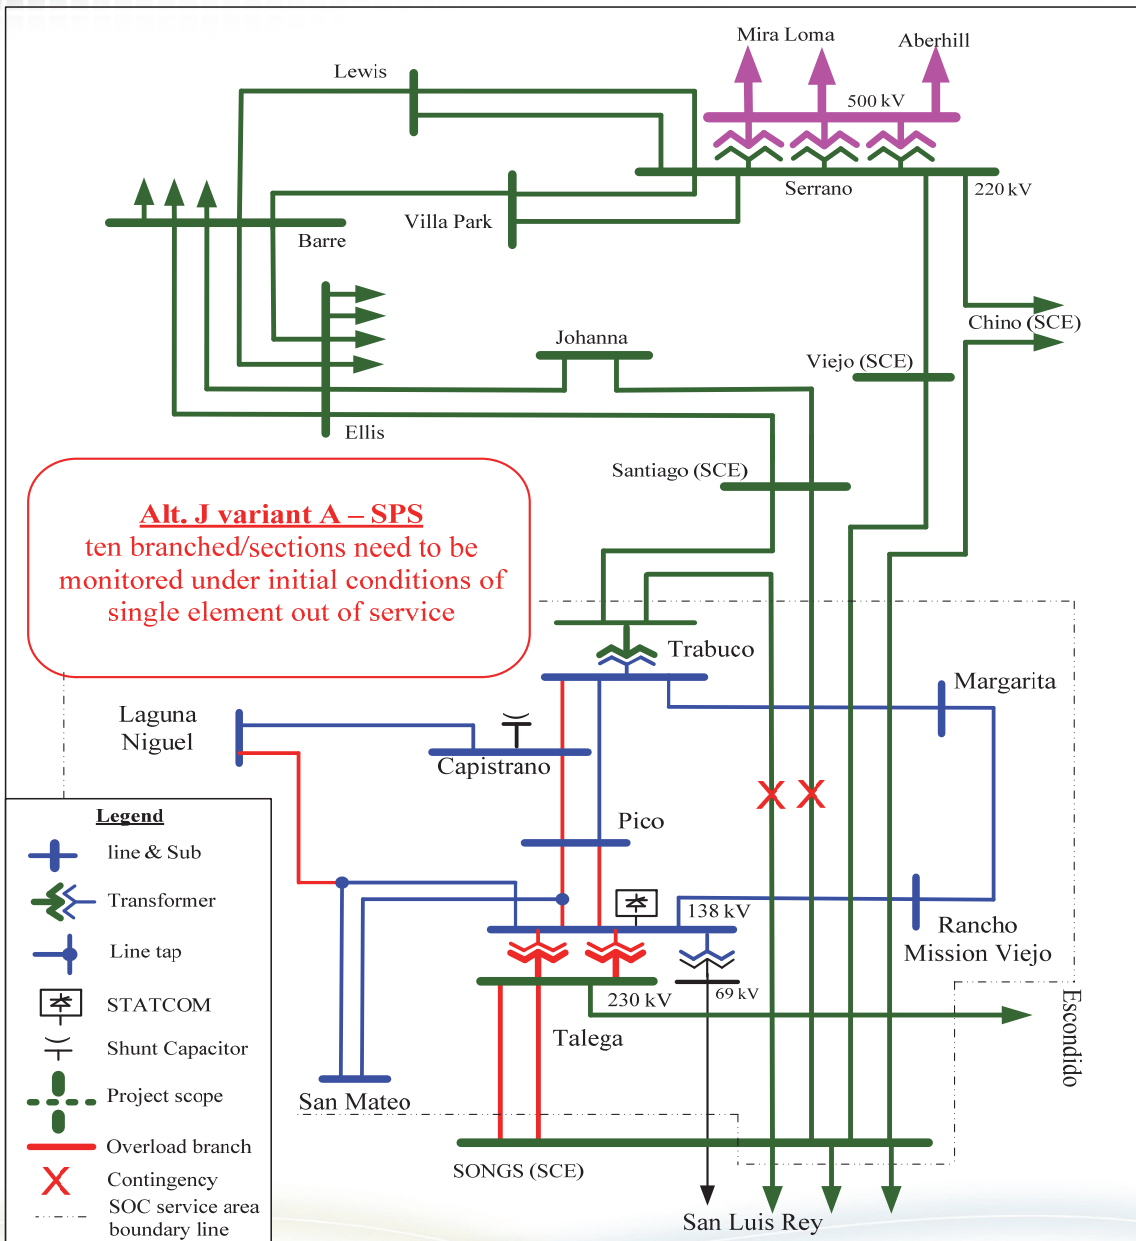 Mira Loma
Aberhill
Lewis
500 kV
Serrano
220 kV
Villa Park
Barre
Chino (SCE)
Johanna
Viejo (SCE)
Ellis
Santiago (SCE)
Alt. J variant A – SPS
ten branched/sections need to be
monitored under initial conditions of
single element out of service
Trabuco
Margarita
Laguna
Niguel
Capistrano
Pico
138 kV
Rancho
Mission Viejo
69 kV
230 kV
Talega
Escondido
San Mateo
SONGS (SCE)
San Luis Rey
Legend
line & Sub
Transformer
Line tap
STATCOM
Shunt Capacitor
Project scope
Overload branch
Contingency
SOC service area
boundary line